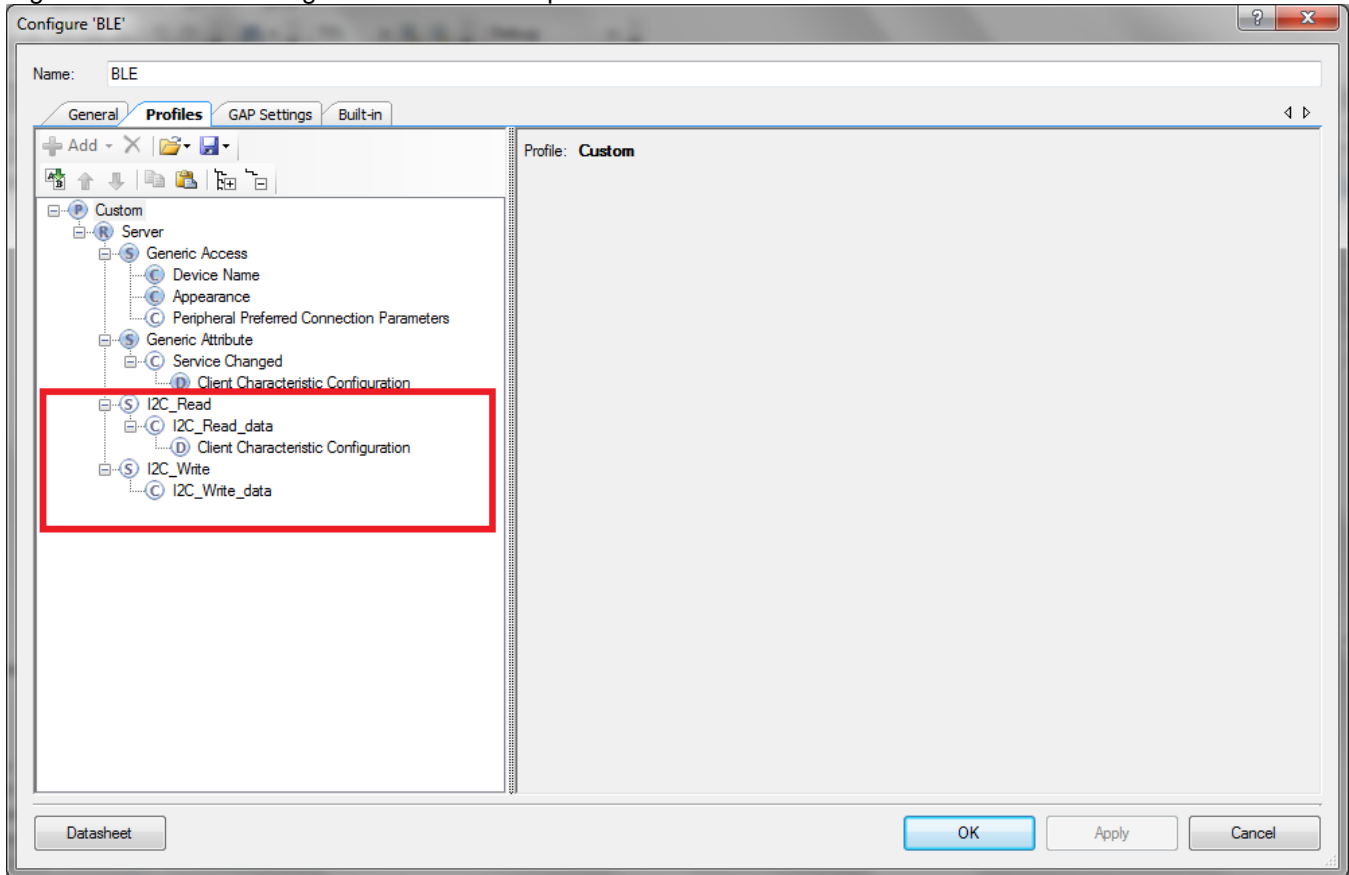 Configure 'BLE'
Name: BLE
General Profiles GAP Settings Built-in
Add
Profile: Custom
P Custom
R Server
S Generic Access
C Device Name
C Appearance
C Peripheral Preferred Connection Parameters
S Generic Attribute
C Service Changed
D Client Characteristic Configuration
S I2C_Read
C I2C_Read_data
D Client Characteristic Configuration
S I2C_Write
C I2C_Write_data
Datasheet OK Apply Cancel